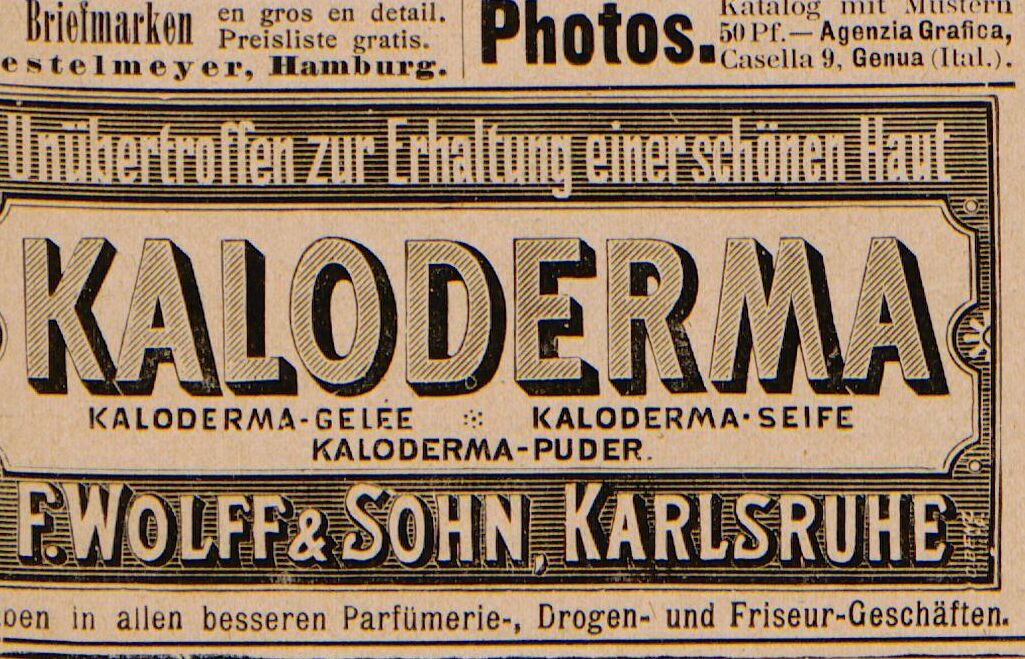 Briefmarken
en gros en detail.
Preisliste gratis.
estelmeyer, Hamburg.
Photos.
Katalog mit Mustern
50 Pf.— Agenzia Grafica,
Casella 9, Genua (Ital.).
Unübertroffen zur Erhaltung einer schönen Haut
KALODERMA
KALODERMA-GELÉE ※ KALODERMA-SEIFE
KALODERMA-PUDER.
F. WOLFF & SOHN, KARLSRUHE
in allen besseren Parfümerie-, Drogen- und Friseur-Geschäften.